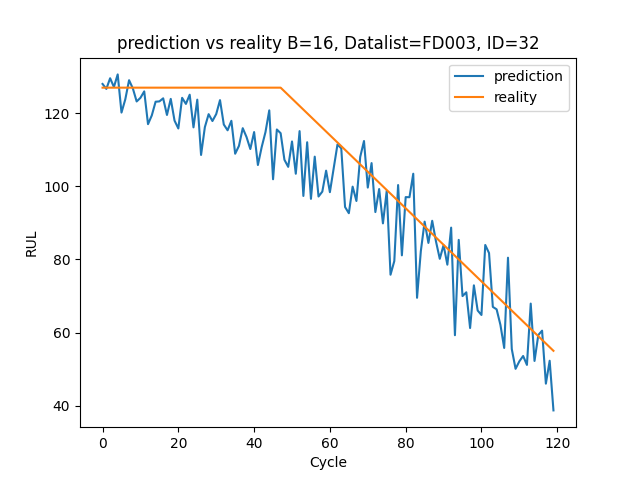 prediction vs reality B=16, Datalist=FD003, ID=32
prediction
reality
RUL
120
100
80
60
40
0 20 40 60 80 100 120
Cycle